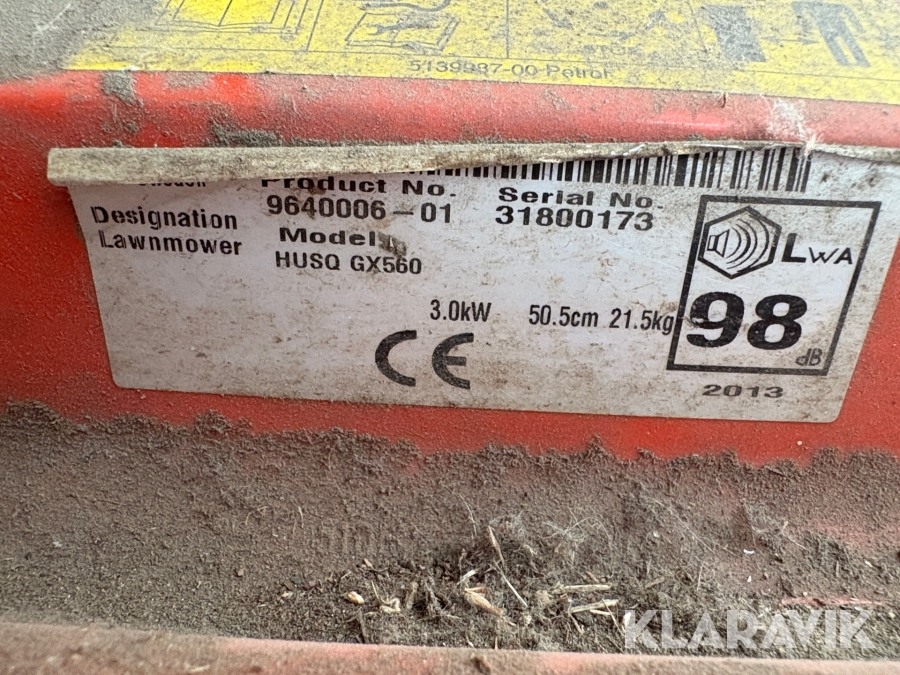 5139987-00 Petrol
Product No. Serial No.
Designation 9640006-01 31800173
Lawnmower Model
HUSQ GX560
3.0kW 50.5cm 21.5kg
CE
LWA
98
dB
2013
KLARAVIK